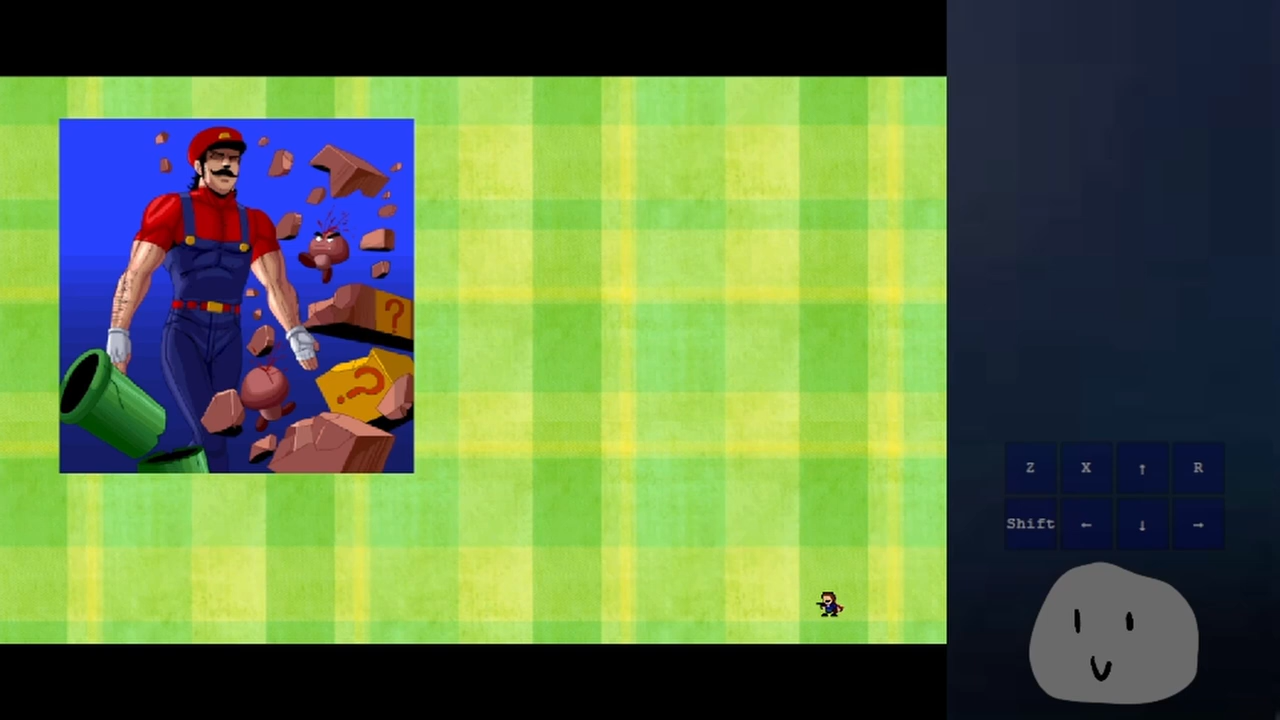 ?
?
Z X ↑ R
Shift ← ↓ →